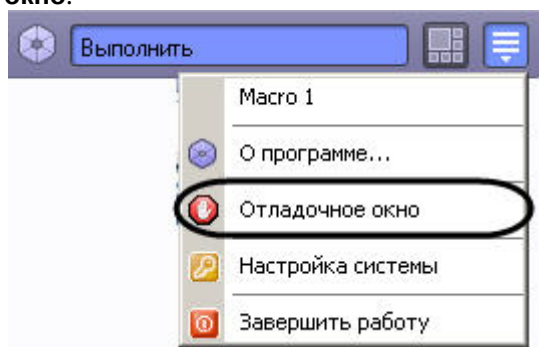 окно.
Выполнить
Macro 1
О программе...
Отладочное окно
Настройка системы
Завершить работу